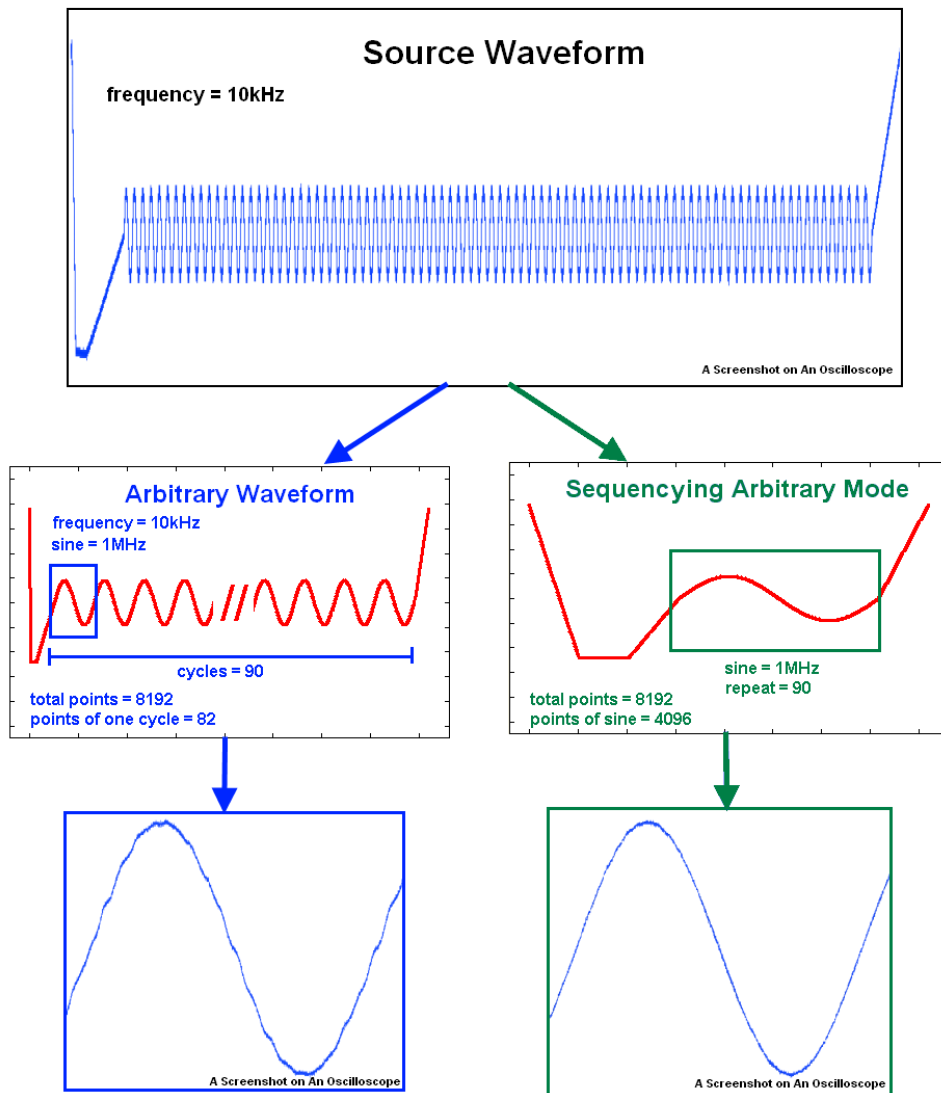 Source Waveform
frequency = 10kHz
A Screenshot on An Oscilloscope
Arbitrary Waveform
frequency = 10kHz
sine = 1MHz
cycles = 90
total points = 8192
points of one cycle = 82
Sequencying Arbitrary Mode
sine = 1MHz
repeat = 90
total points = 8192
points of sine = 4096
A Screenshot on An Oscilloscope
A Screenshot on An Oscilloscope